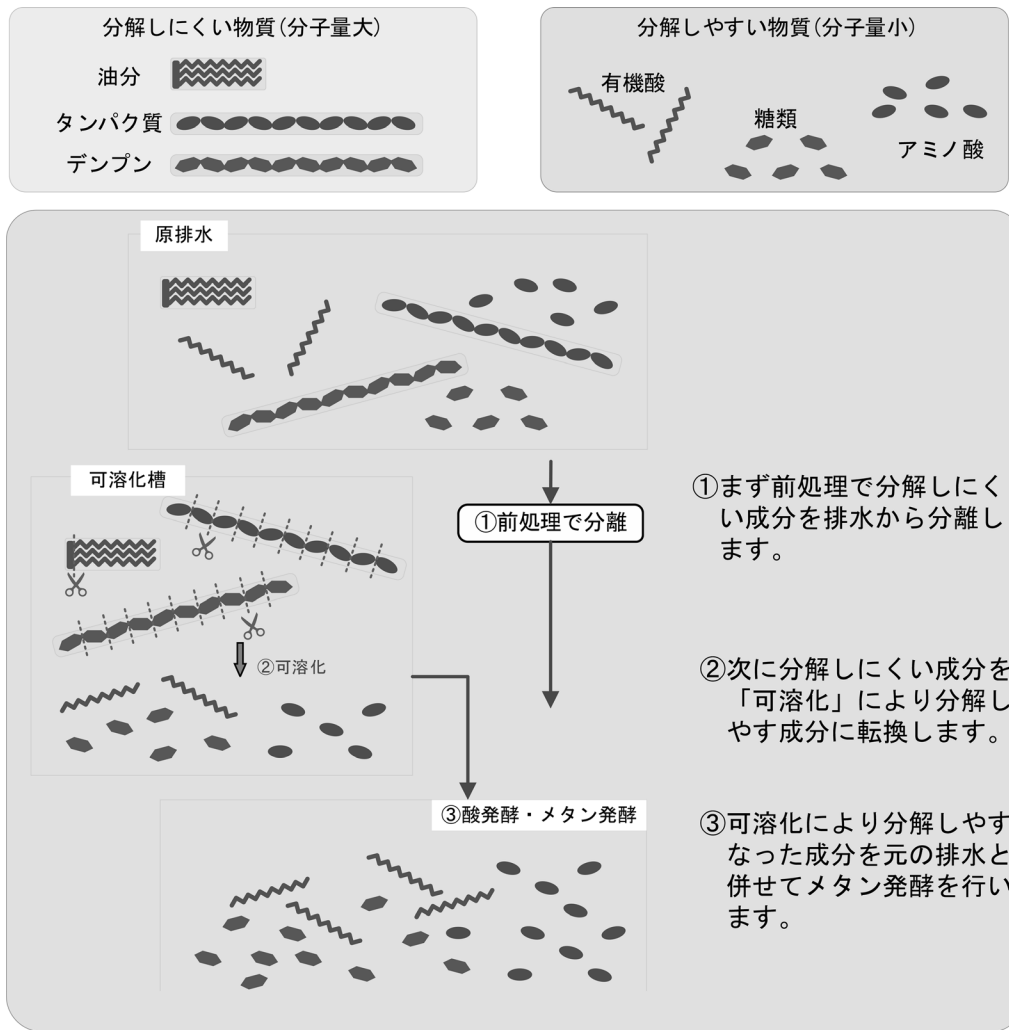 分解しにくい物質(分子量大)
油分
タンパク質
デンプン
分解しやすい物質(分子量小)
有機酸
糖類
アミノ酸
原排水
可溶化槽
①前処理で分離
②可溶化
③酸発酵・メタン発酵
①まず前処理で分解しにく
い成分を排水から分離し
ます。
②次に分解しにくい成分を
「可溶化」により分解し
やす成分に転換します。
③可溶化により分解しやす
なった成分を元の排水と
併せてメタン発酵を行い
ます。